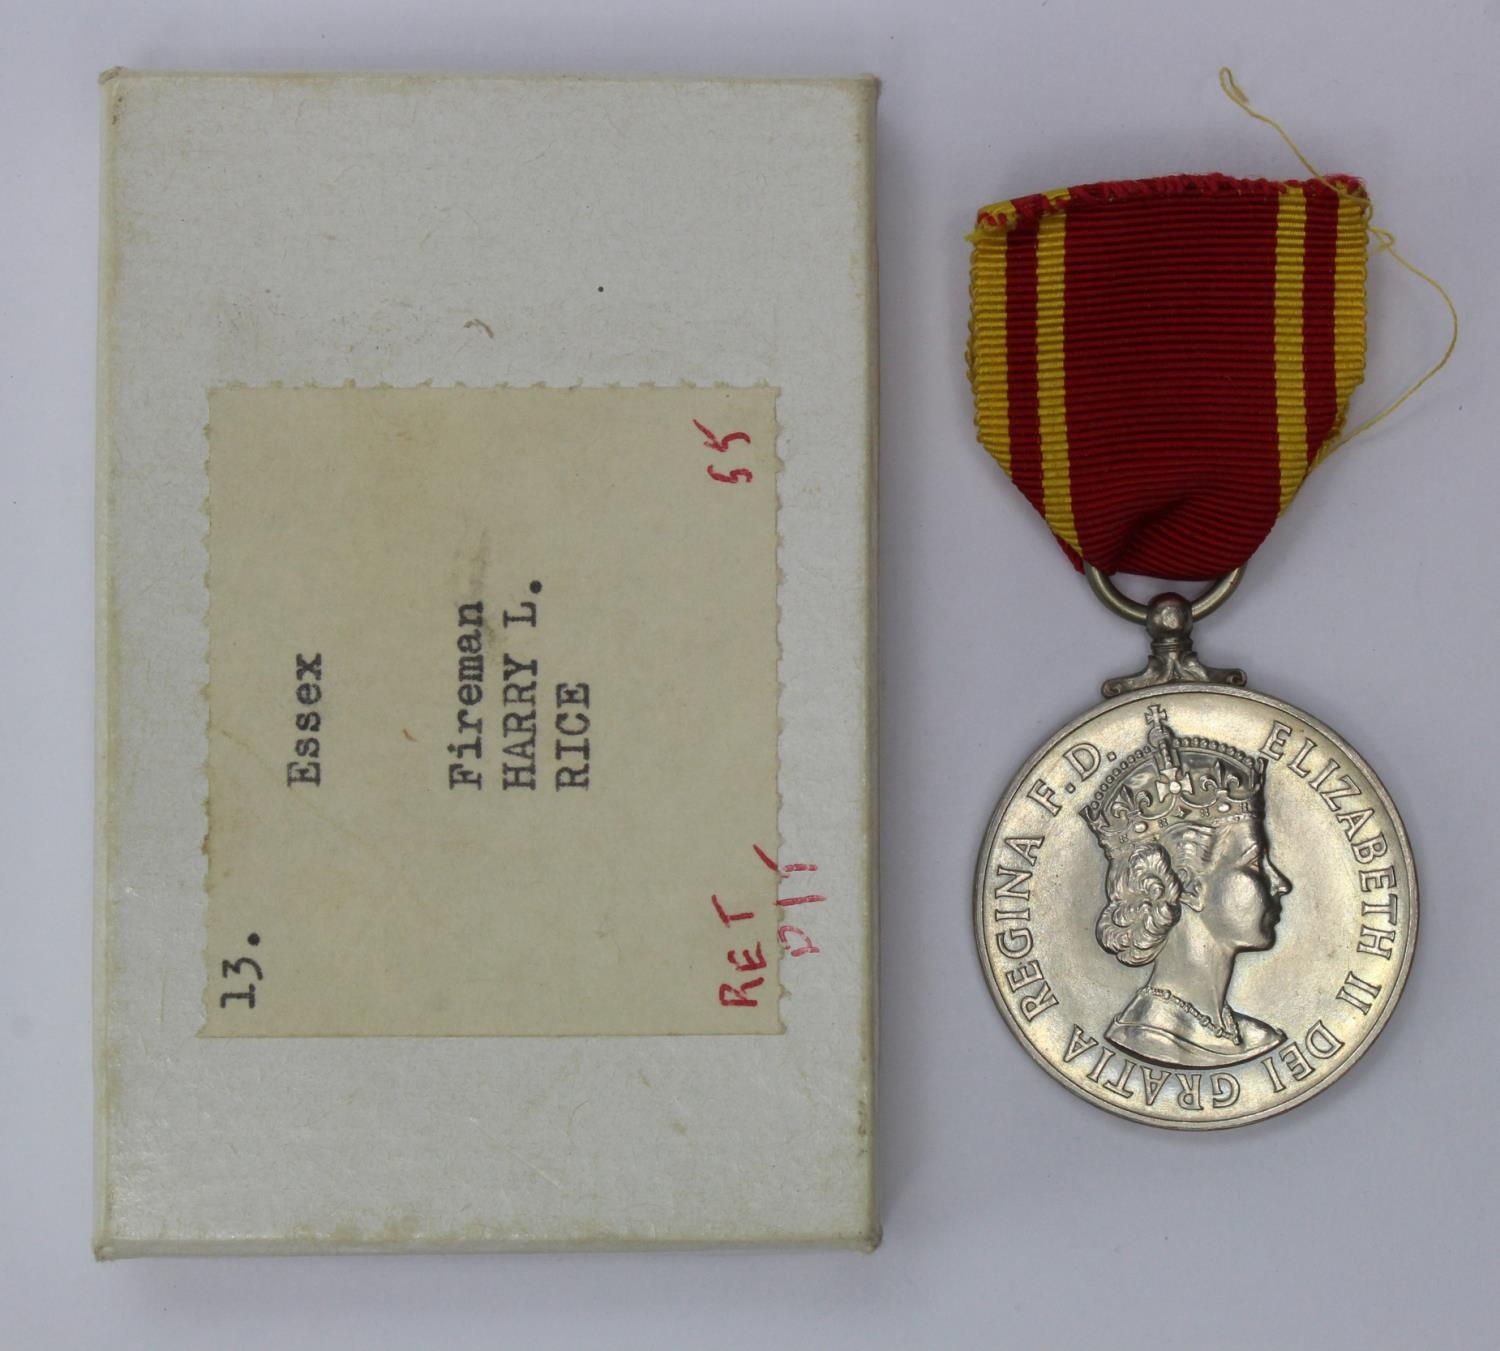 13.
Essex
Fireman
HARRY L.
RICE
RET
55
ELIZABETH II DEI GRATIA REGINA F.D.